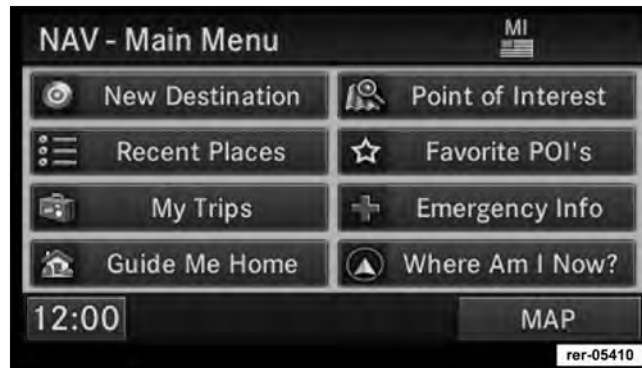 NAV - Main Menu
MI
New Destination
Point of Interest
Recent Places
Favorite POI's
My Trips
Emergency Info
Guide Me Home
Where Am I Now?
12:00
MAP
rer-05410